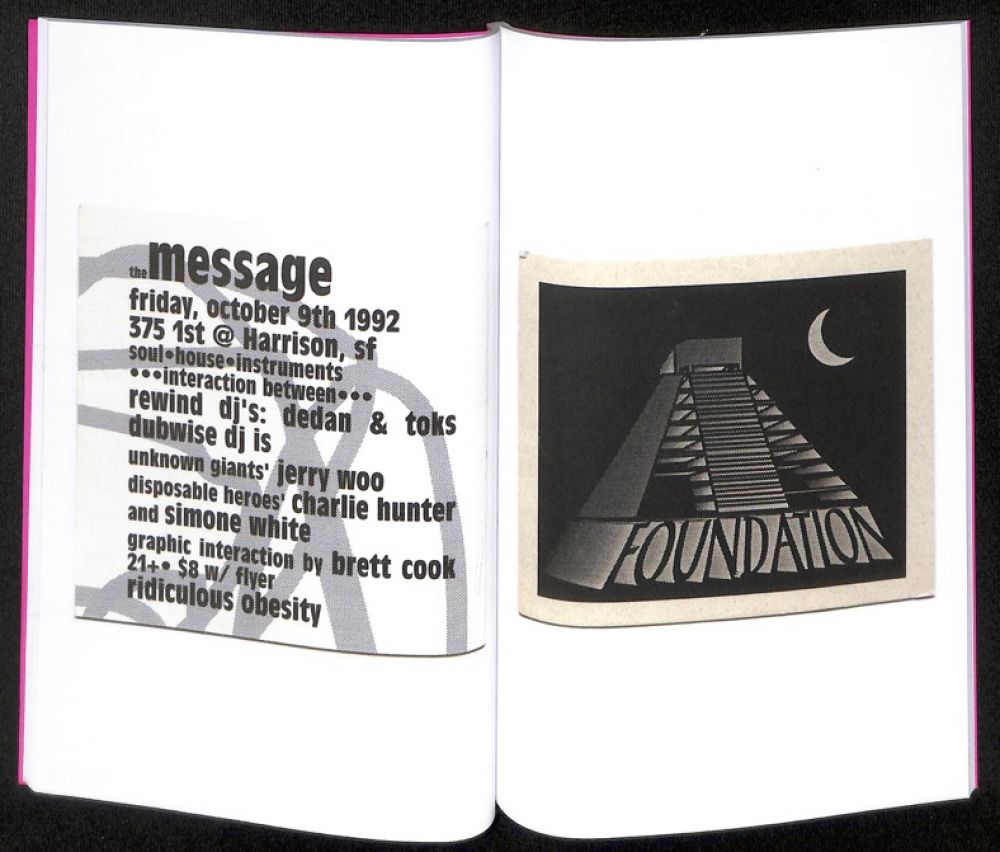 the message
friday, october 9th 1992
375 1st @ Harrison, sf
soul•house•instruments
•••interaction between•••
rewind dj's: dedan & toks
dubwise dj is
unknown giants' jerry woo
disposable heroes' charlie hunter
and simone white
graphic interaction by brett cook
21+• $8 w/ flyer
ridiculous obesity
FOUNDATION